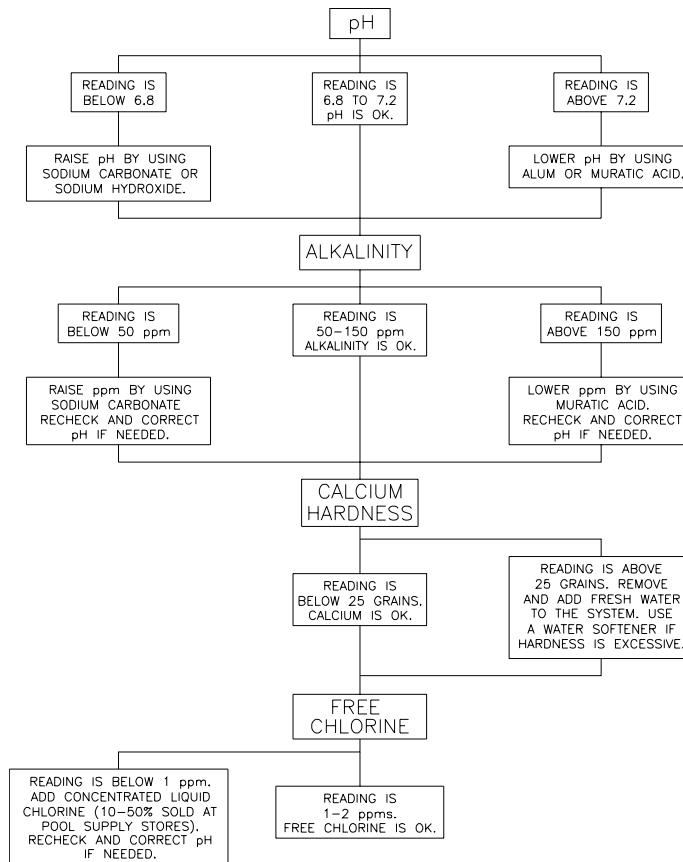 pH
READING IS
BELOW 6.8
READING IS
6.8 TO 7.2
pH IS OK.
READING IS
ABOVE 7.2
RAISE pH BY USING
SODIUM CARBONATE OR
SODIUM HYDROXIDE.
LOWER pH BY USING
ALUM OR MURATIC ACID.
ALKALINITY
READING IS
BELOW 50 ppm
READING IS
50-150 ppm
ALKALINITY IS OK.
READING IS
ABOVE 150 ppm
RAISE ppm BY USING
SODIUM CARBONATE
RECHECK AND CORRECT
pH IF NEEDED.
LOWER ppm BY USING
MURATIC ACID.
RECHECK AND CORRECT
pH IF NEEDED.
CALCIUM
HARDNESS
READING IS
BELOW 25 GRAINS.
CALCIUM IS OK.
READING IS ABOVE
25 GRAINS. REMOVE
AND ADD FRESH WATER
TO THE SYSTEM. USE
A WATER SOFTENER IF
HARDNESS IS EXCESSIVE.
FREE
CHLORINE
READING IS BELOW 1 ppm.
ADD CONCENTRATED LIQUID
CHLORINE (10-50% SOLD AT
POOL SUPPLY STORES).
RECHECK AND CORRECT pH
IF NEEDED.
READING IS
1-2 ppms.
FREE CHLORINE IS OK.